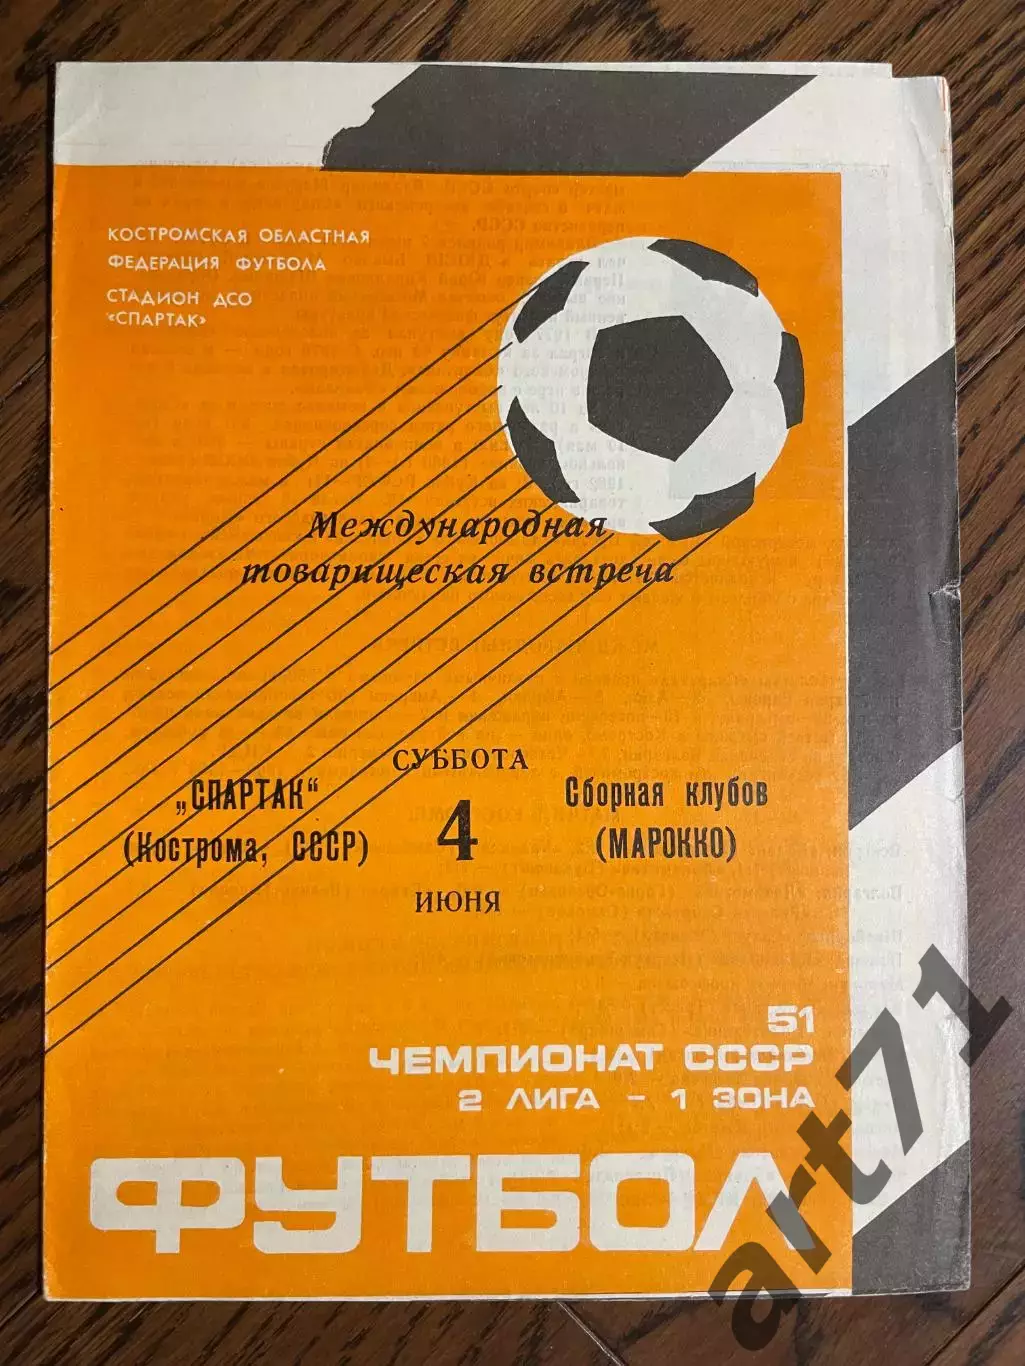 КОСТРОМСКАЯ ОБЛАСТНАЯ
ФЕДЕРАЦИЯ ФУТБОЛА
СТАДИОН ДСО
«СПАРТАК»
Международная
товарищеская встреча
СУББОТА
„СПАРТАК“
(Кострома, СССР)
4
ИЮНЯ
Сборная клубов
(МАРОККО)
51
ЧЕМПИОНАТ СССР
2 ЛИГА – 1 ЗОНА
ФУТБОЛ
art71